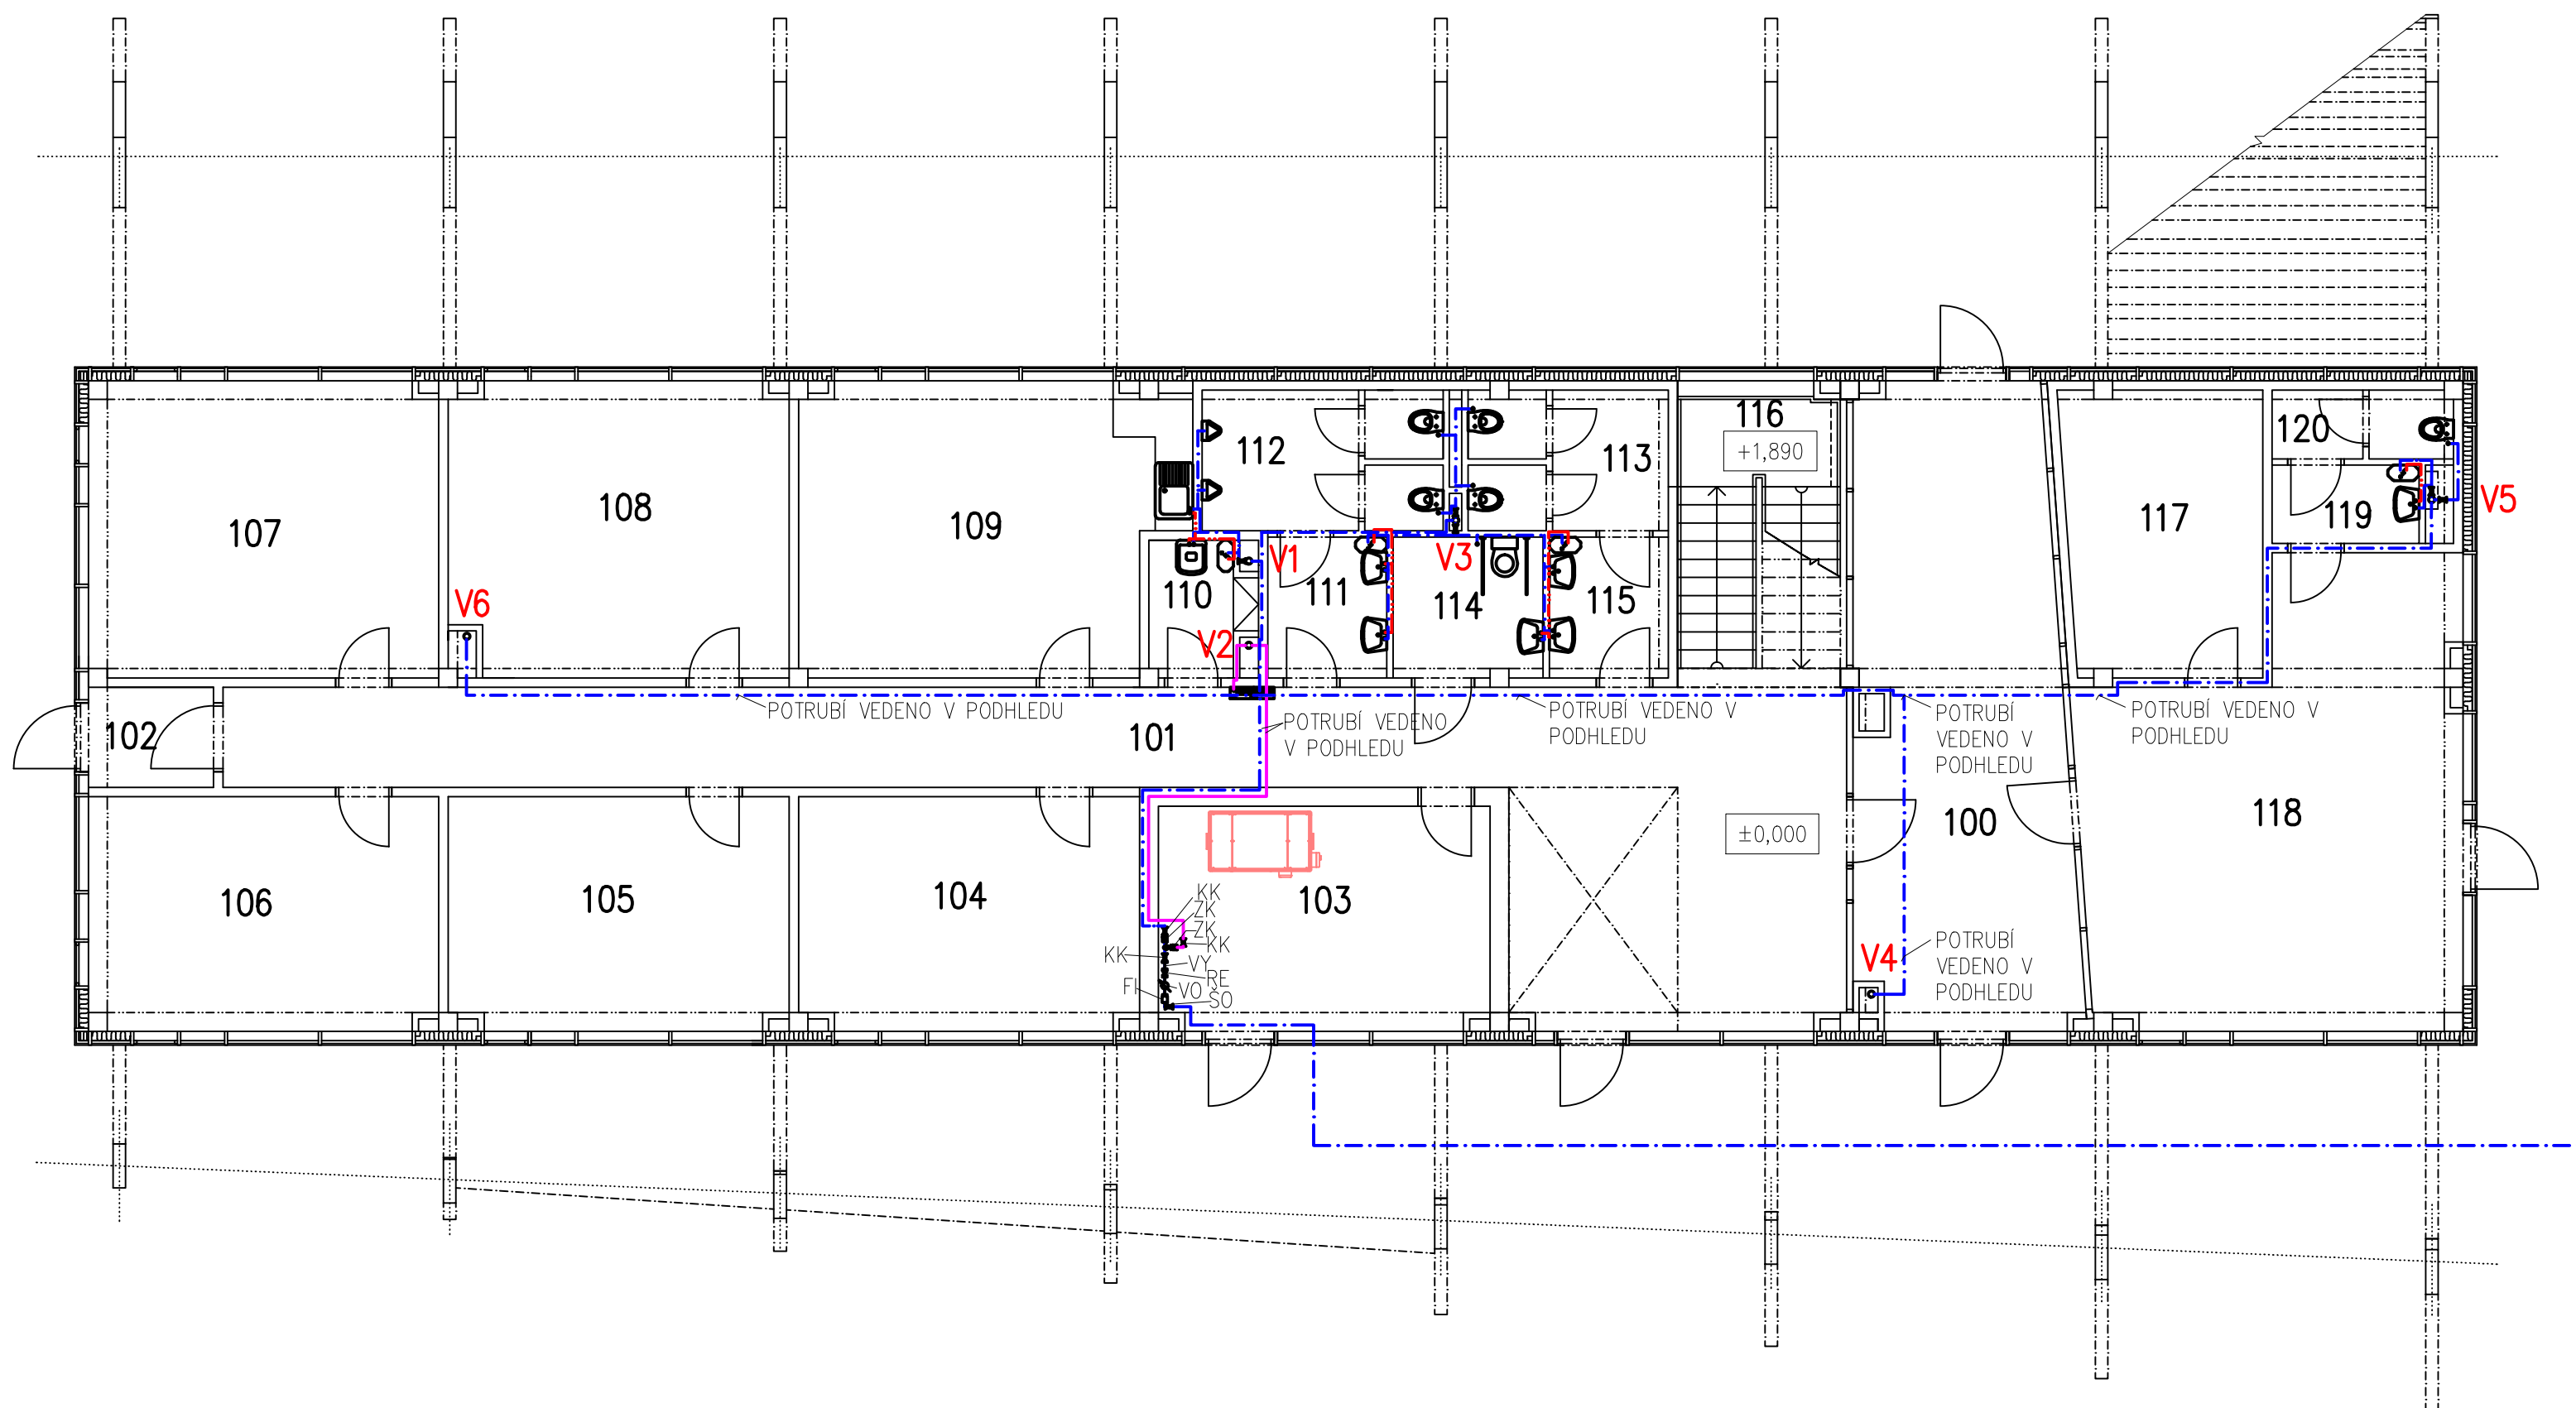 116
+1,890
112
113
120
V5
107
108
109
117
119
V1
V3
110
111
114
115
V6
V2
POTRUBÍ VEDENO V PODHLEDU
POTRUBÍ VEDENO
V PODHLEDU
POTRUBÍ VEDENO V
PODHLEDU
POTRUBÍ
VEDENO V
PODHLEDU
POTRUBÍ VEDENO V
PODHLEDU
102
101
±0,000
100
118
106
105
104
103
KK
ZK
ZK
KK
KK
VY
RE
FI
VO
ŠO
V4
POTRUBÍ
VEDENO V
PODHLEDU